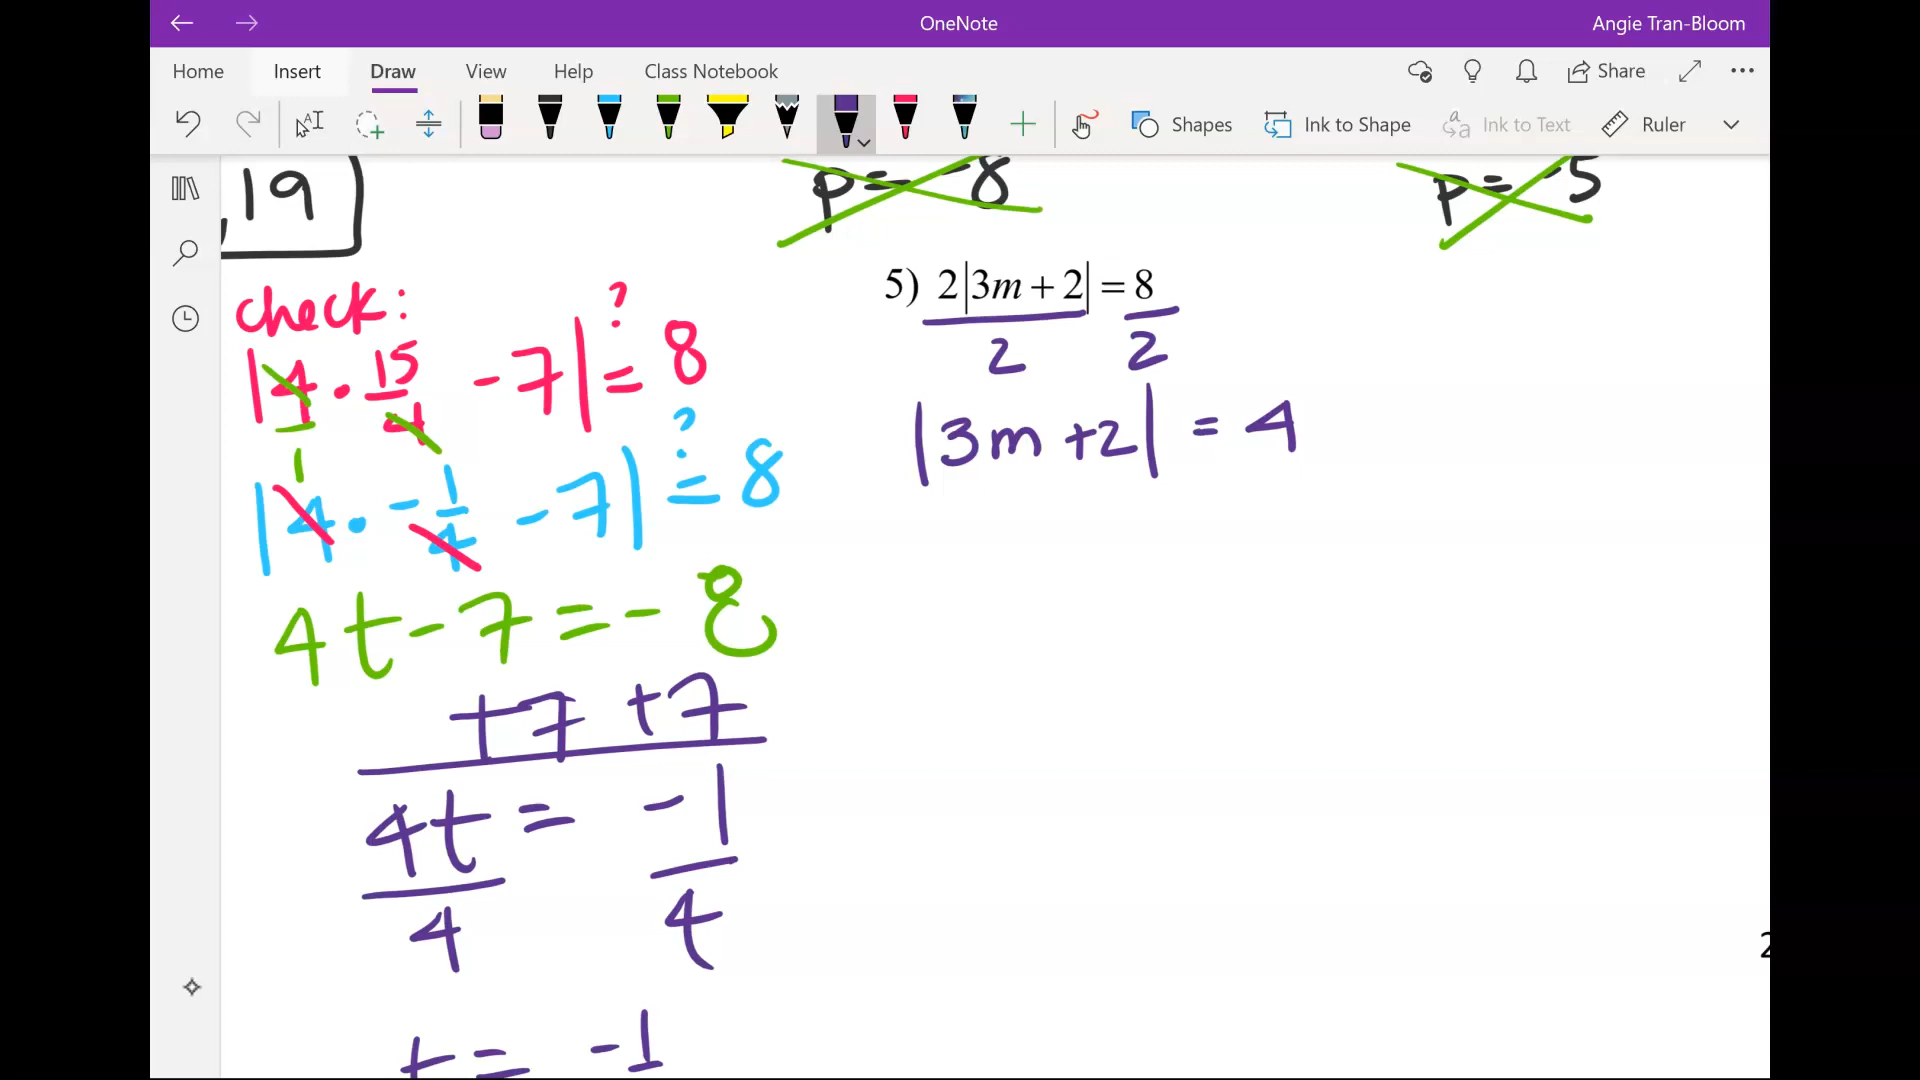 OneNote
Angie Tran-Bloom
Home Insert Draw View Help Class Notebook Share
Shapes Ink to Shape Ink to Text Ruler
,19
p = -8
p = -5
check:
|4 · 15/4 - 7| ?= 8
1
|4 · -1/4 - 7| ?= 8
4t - 7 = - 8
+7 +7
4t = -1
4 4
t = -1
5) 2|3m + 2| = 8
2 2
|3m +2| = 4
2